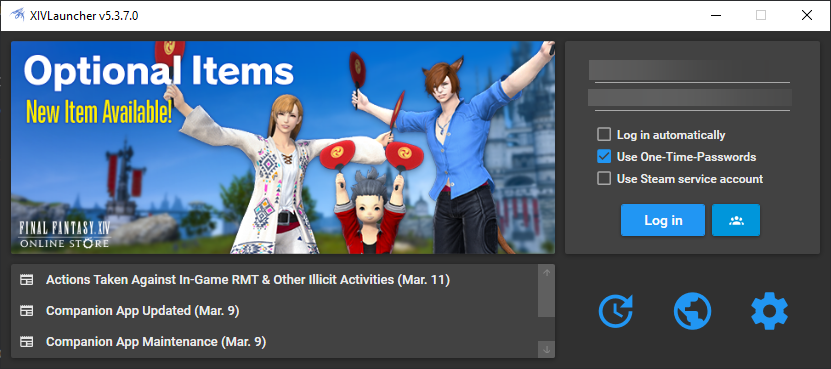 XIVLauncher v5.3.7.0
Optional Items
New Item Available!
FINAL FANTASY XIV
ONLINE STORE
Log in automatically
Use One-Time-Passwords
Use Steam service account
Log in
Actions Taken Against In-Game RMT & Other Illicit Activities (Mar. 11)
Companion App Updated (Mar. 9)
Companion App Maintenance (Mar. 9)